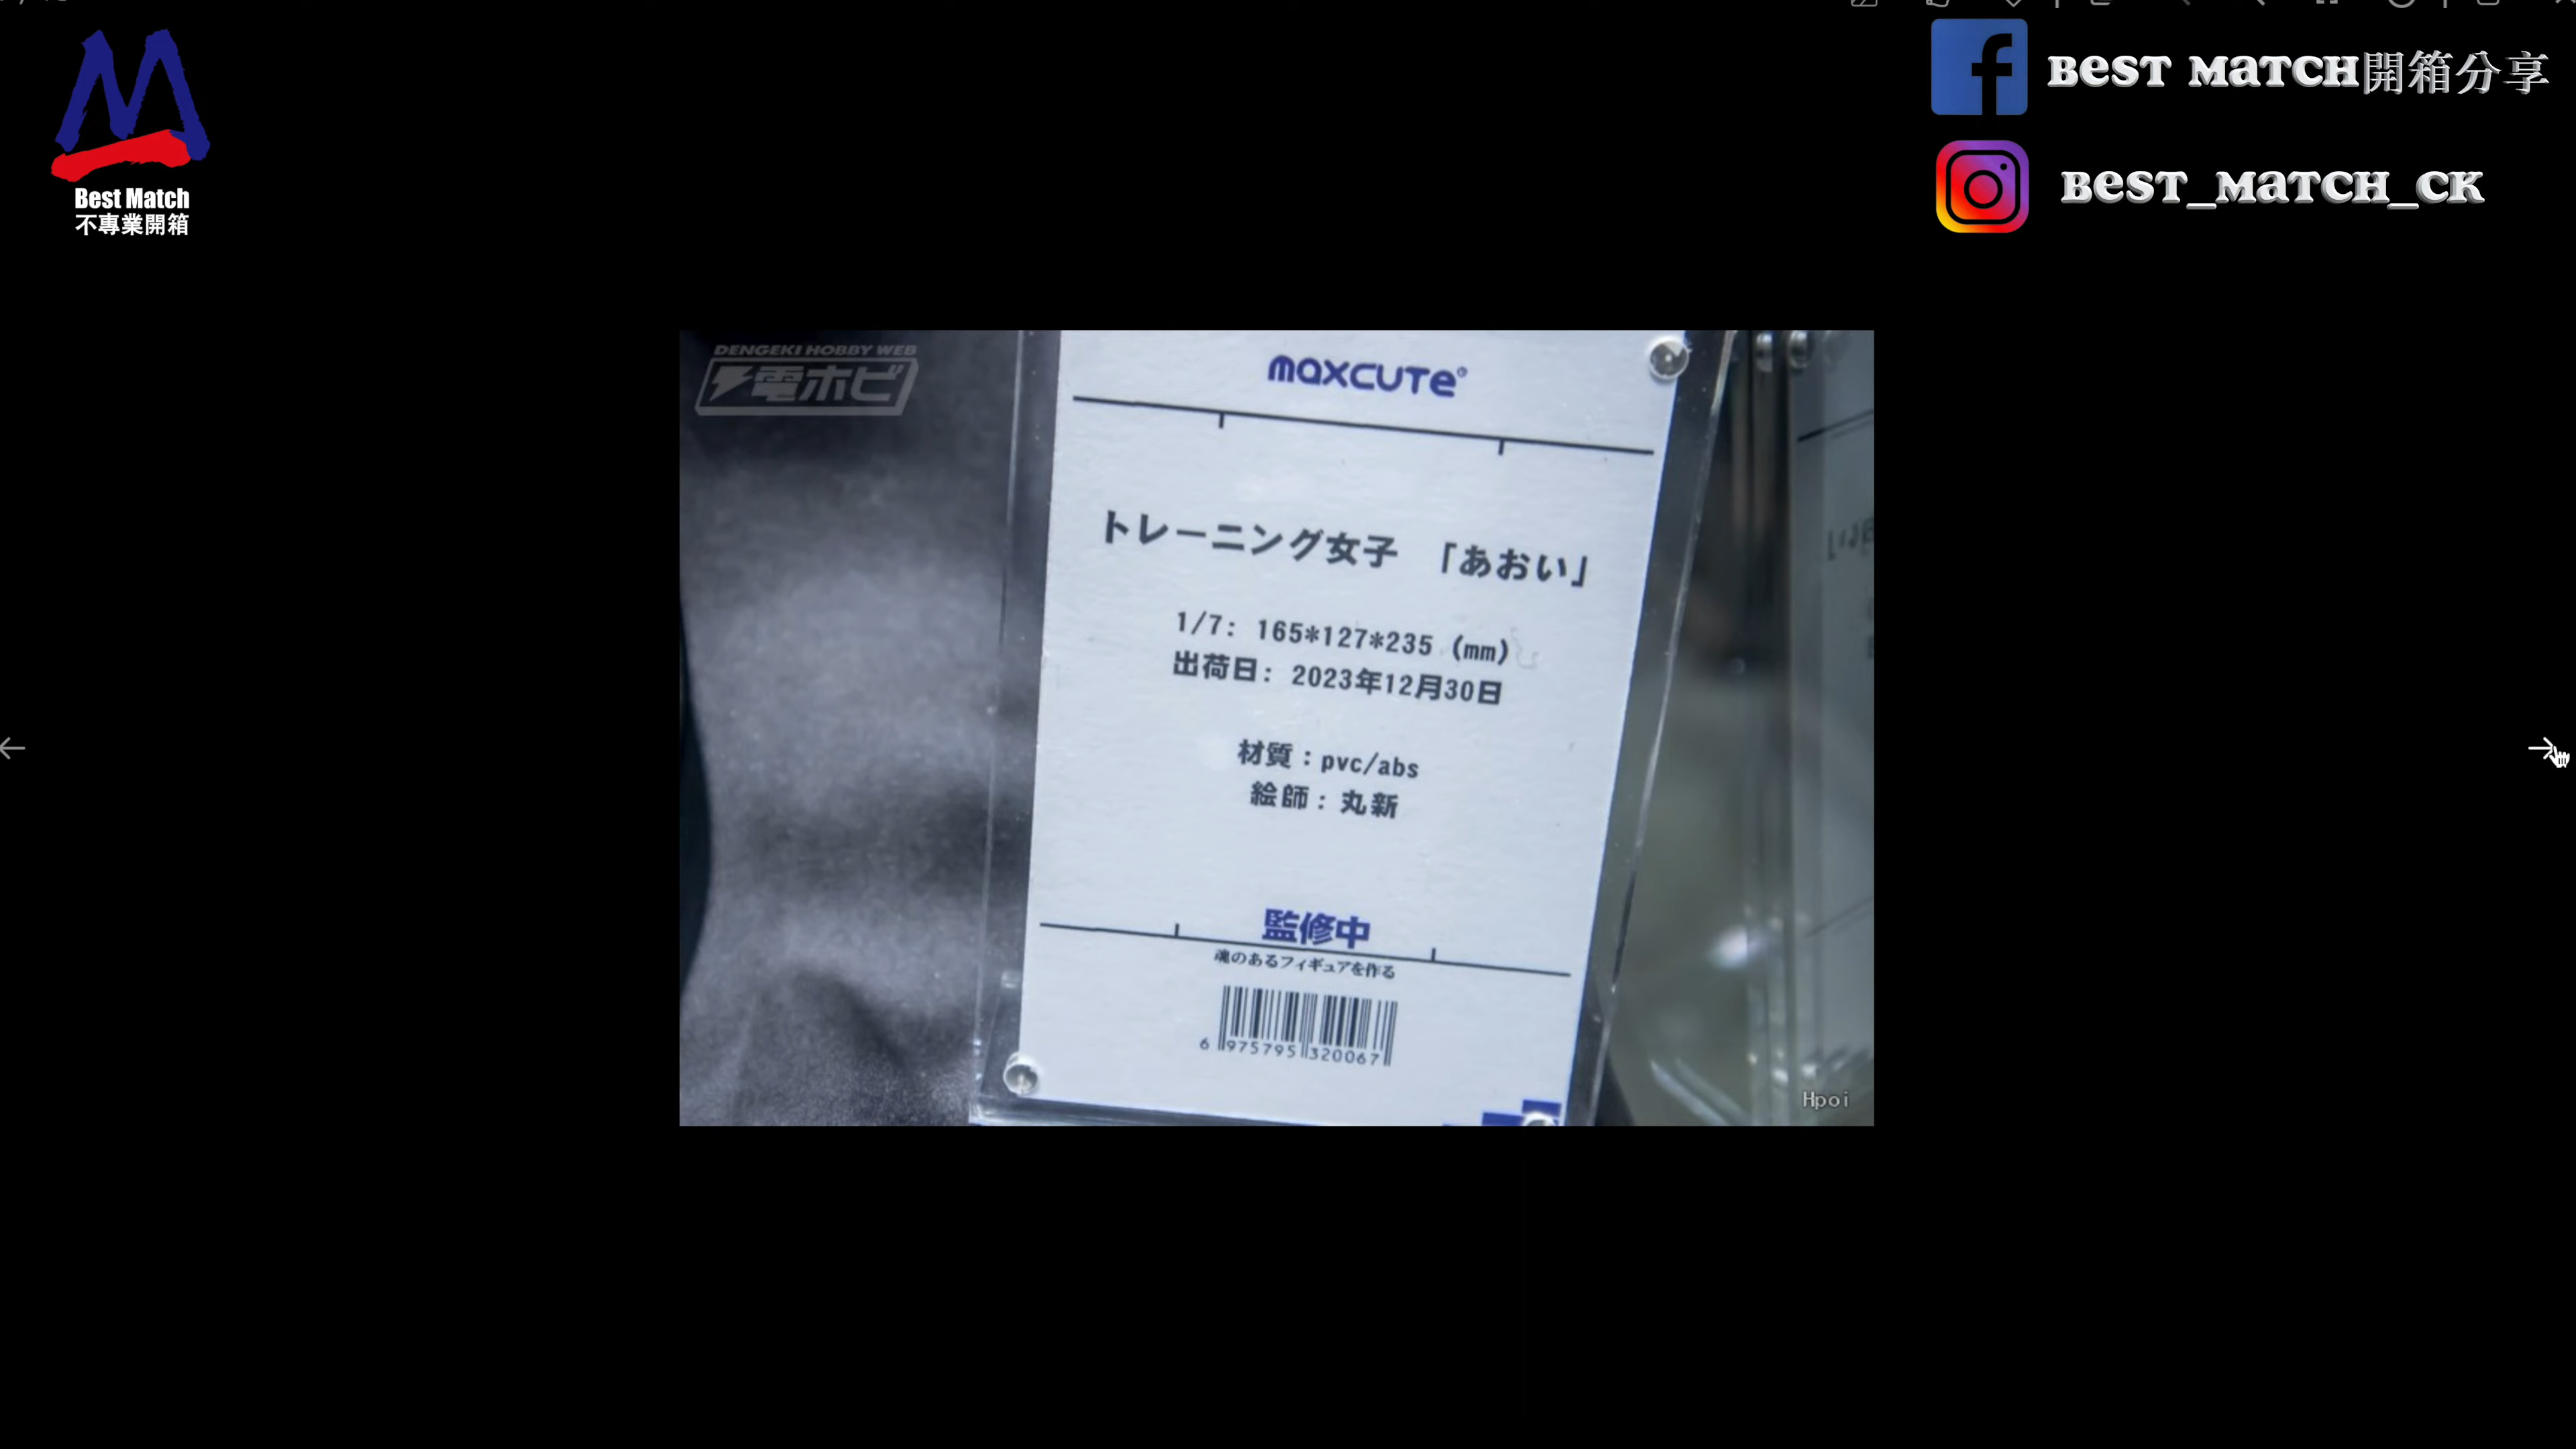 Best Match
不專業開箱
BEST MATCH開箱分享
BEST_MATCH_CK
DENGEKI HOBBY WEB
電ホビ
maxcute®
トレーニング女子 「あおい」
1/7: 165*127*235 (mm)
出荷日: 2023年12月30日
材質：pvc/abs
絵師: 丸新
監修中
魂のあるフィギュアを作る
6 975795 320067
Hpoi